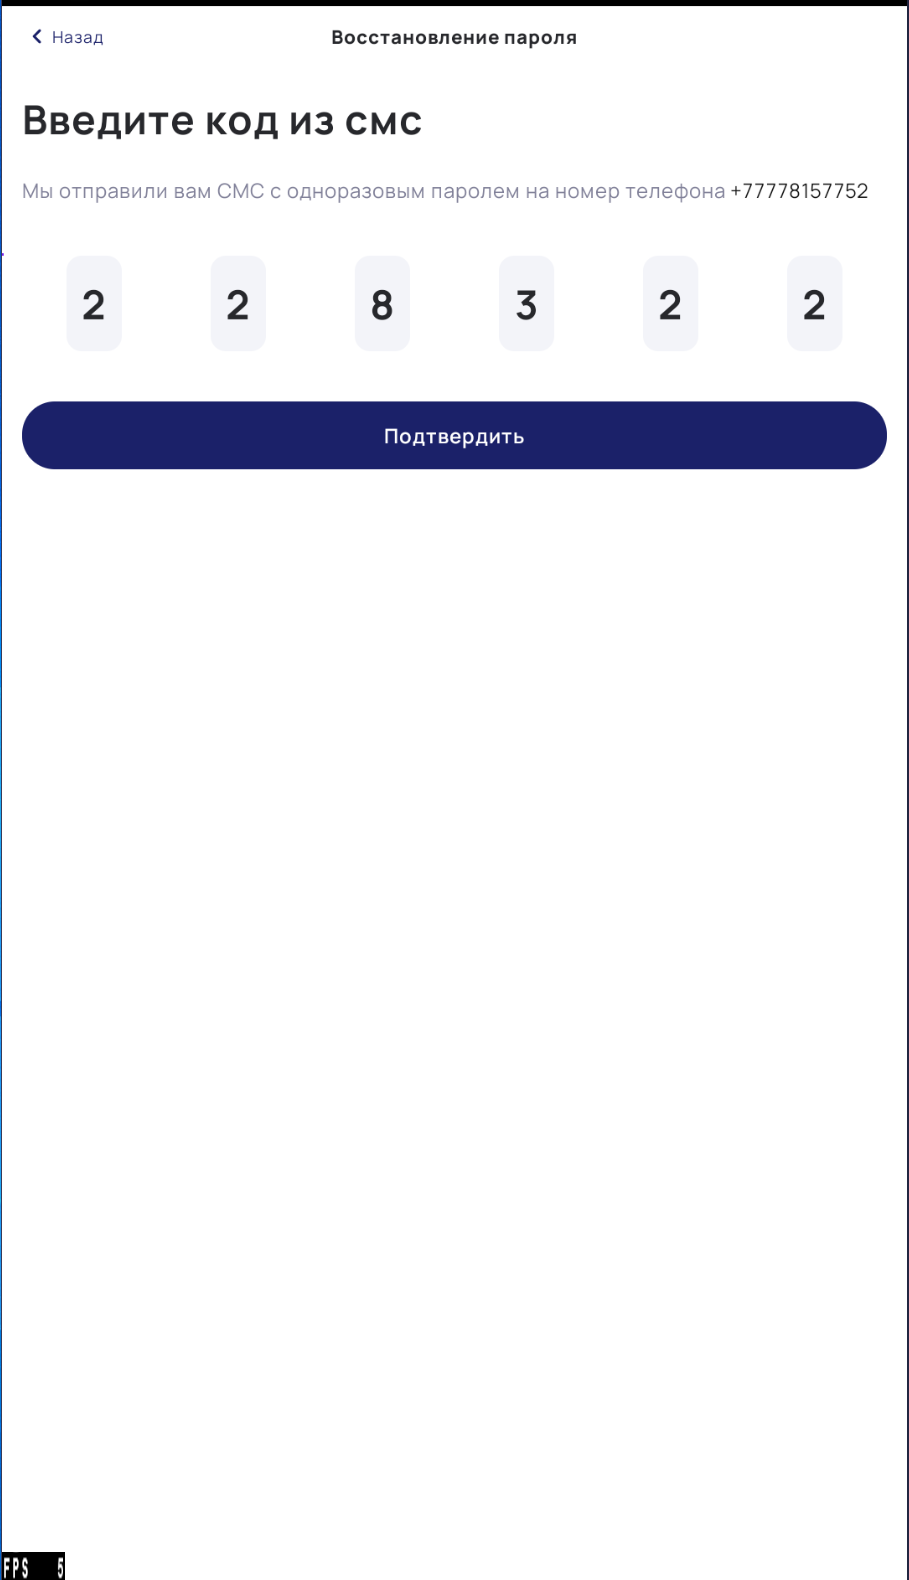 Назад
Восстановление пароля
Введите код из смс
Мы отправили вам СМС с одноразовым паролем на номер телефона +77778157752
2 2 8 3 2 2
Подтвердить
FPS 5